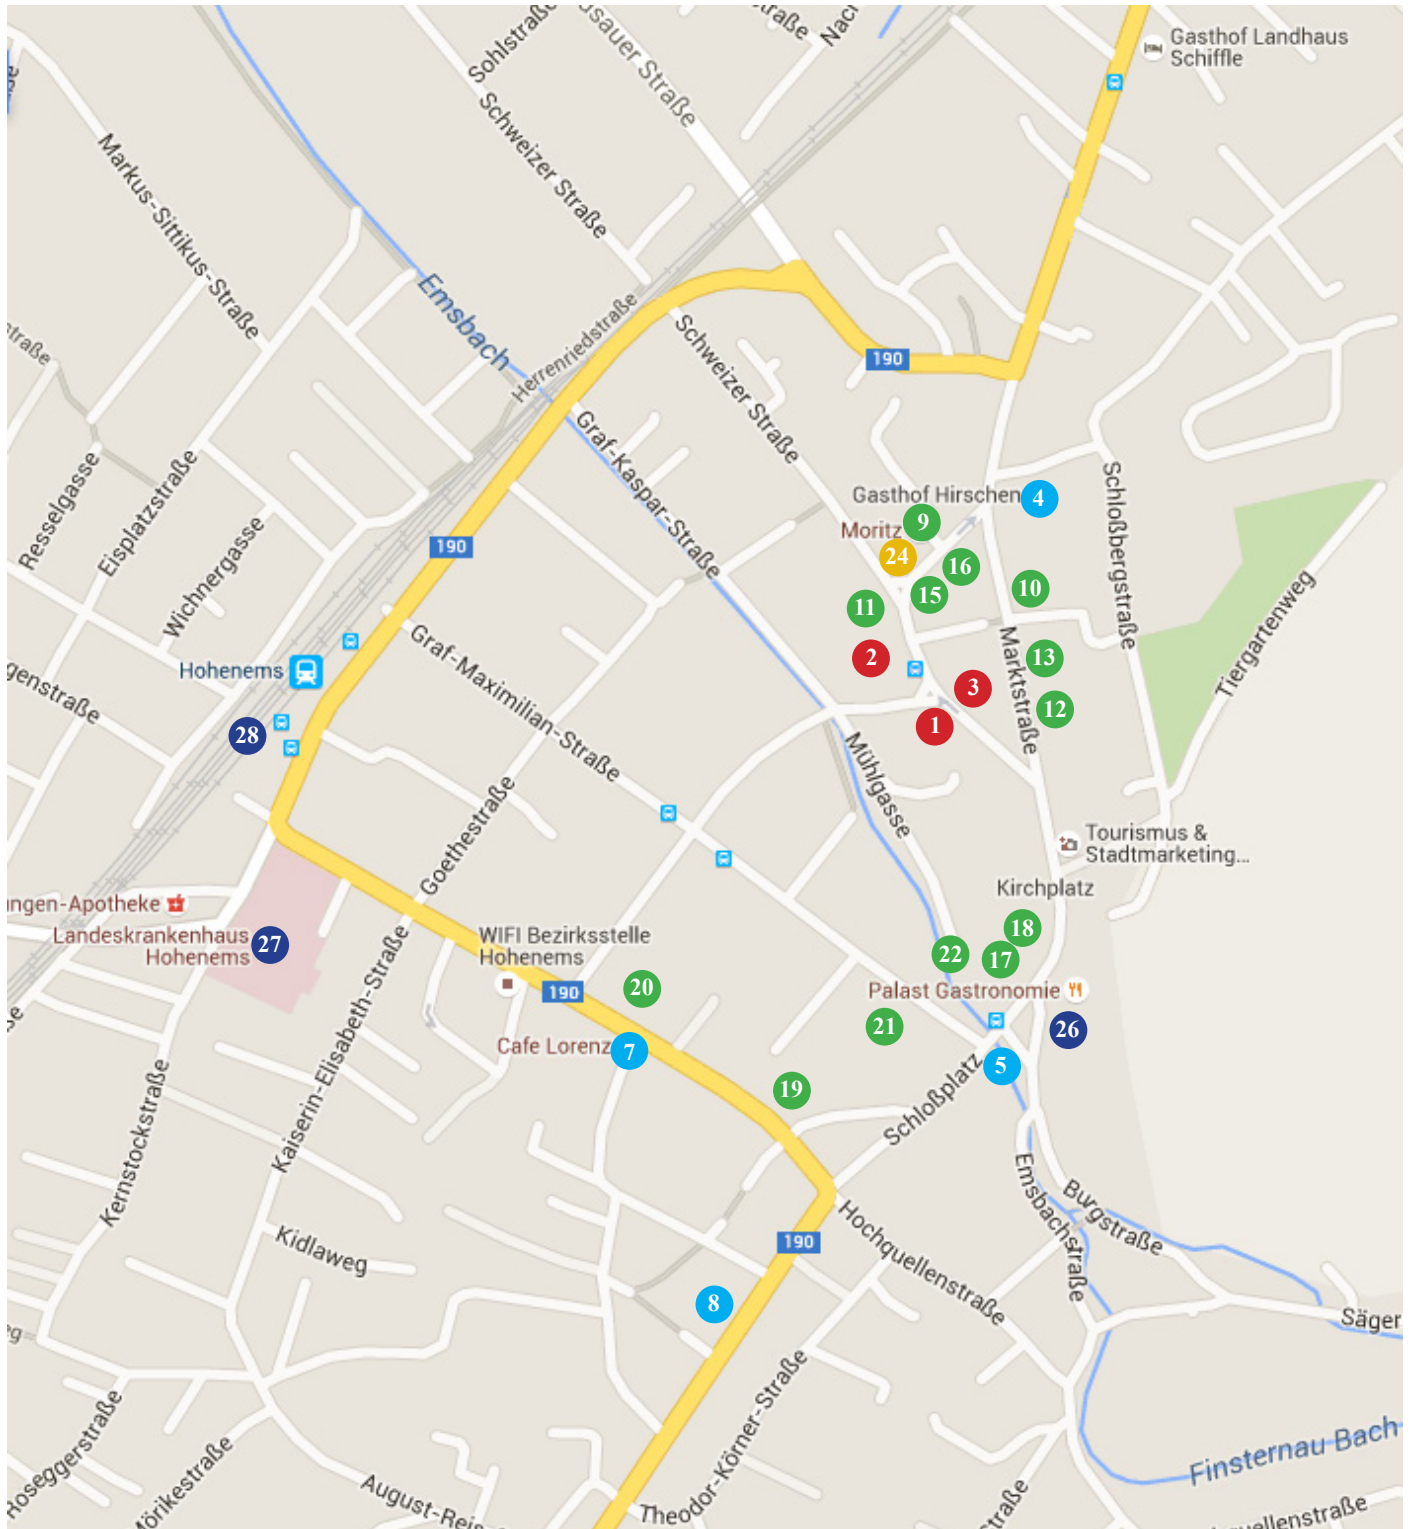 Gasthof Landhaus
Schiffle
Sohlstraße
Schweizer Straße
Markus-Sittikus-Straße
Emsbach
Herrenriedstraße
Schweizer Straße
190
Graf-Kaspar-Straße
Resselgasse
Eisplatzstraße
Wichnergasse
190
Gasthof Hirschen
4
Moritz
9
24
16
15
10
11
Schloßbergstraße
Tiergartenweg
Hohenems
Graf-Maximilian-Straße
2
3
1
Marktstraße
13
12
28
Mühlgasse
Goethestraße
Tourismus &
Stadtmarketing...
Kirchplatz
Landeskrankenhaus
Hohenems
27
WIFI Bezirksstelle
Hohenems
190
20
18
22
17
Palast Gastronomie
21
26
Cafe Lorenz
7
5
19
Schloßplatz
Kaiserin-Elisabeth-Straße
Kernstockstraße
Kidlaweg
190
8
Hochquellenstraße
Emsbachstraße
Burgstraße
Säger
Roseggerstraße
Mörikestraße
Theodor-Körner-Straße
Finsternau Bach